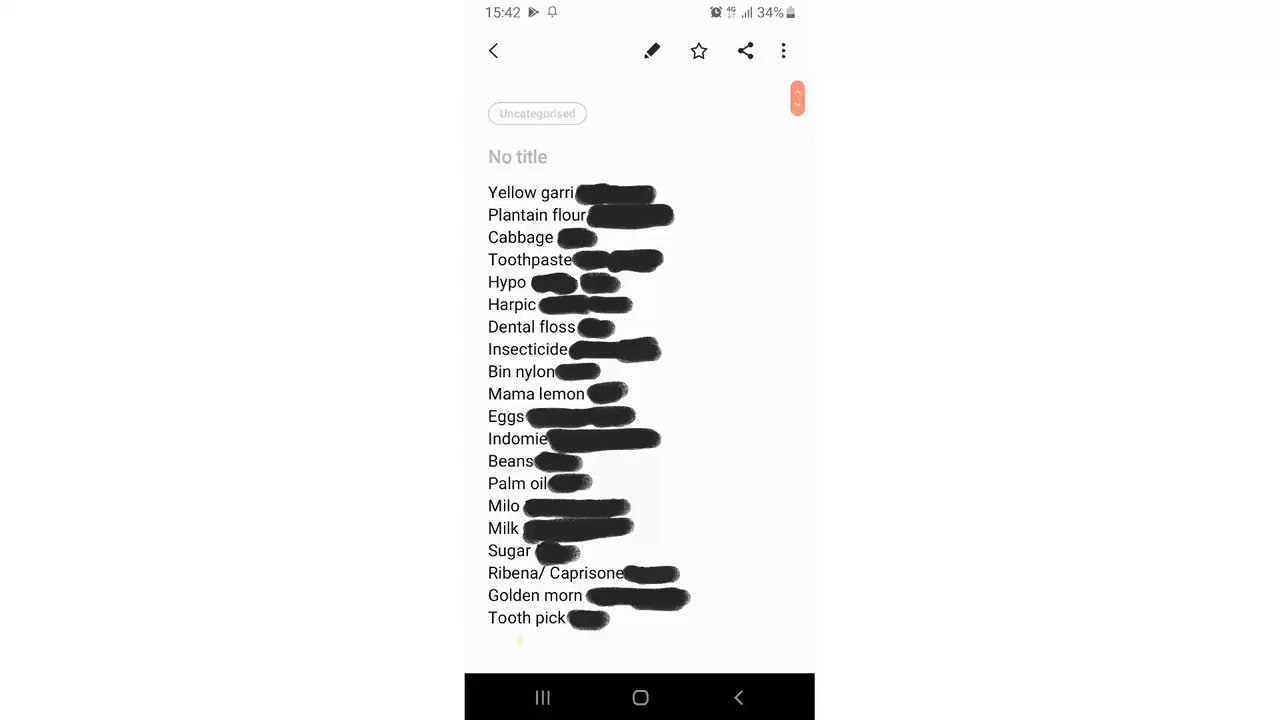 15:42 4G 34%
Uncategorised
No title
Yellow garri
Plantain flour
Cabbage
Toothpaste
Hypo
Harpic
Dental floss
Insecticide
Bin nylon
Mama lemon
Eggs
Indomie
Beans
Palm oil
Milo
Milk
Sugar
Ribena/ Caprisone
Golden morn
Tooth pick